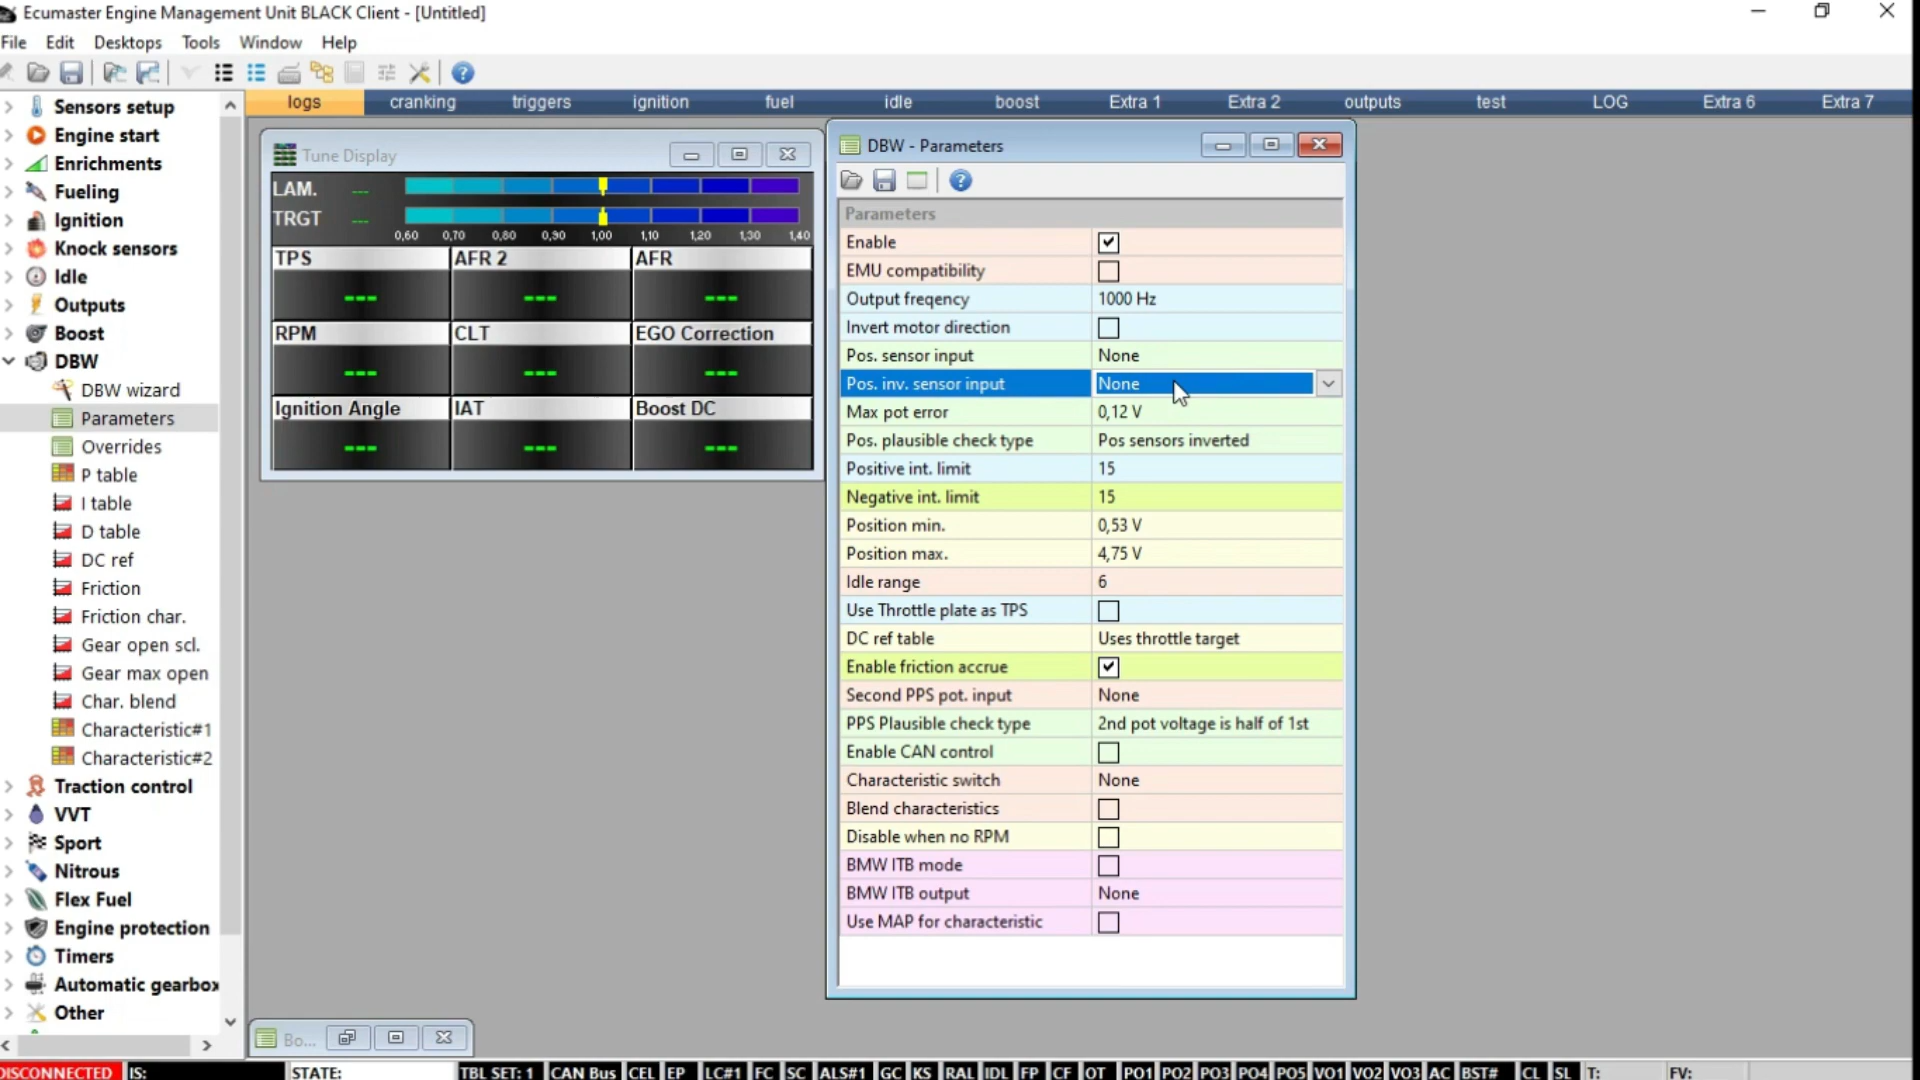 Ecumaster Engine Management Unit BLACK Client - [Untitled]
File Edit Desktops Tools Window Help
logs cranking triggers ignition fuel idle boost Extra 1 Extra 2 outputs test LOG Extra 6 Extra 7
Sensors setup
Engine start
Enrichments
Fueling
Ignition
Knock sensors
Idle
Outputs
Boost
DBW
DBW wizard
Parameters
Overrides
P table
I table
D table
DC ref
Friction
Friction char.
Gear open scl.
Gear max open
Char. blend
Characteristic#1
Characteristic#2
Traction control
VVT
Sport
Nitrous
Flex Fuel
Engine protection
Timers
Automatic gearbox
Other
Tune Display
LAM. ---
TRGT ---
0,60 0,70 0,80 0,90 1,00 1,10 1,20 1,30 1,40
TPS AFR 2 AFR
--- --- ---
RPM CLT EGO Correction
--- --- ---
Ignition Angle IAT Boost DC
--- --- ---
DBW - Parameters
Parameters
Enable
EMU compatibility
Output freqency 1000 Hz
Invert motor direction
Pos. sensor input None
Pos. inv. sensor input None
Max pot error 0,12 V
Pos. plausible check type Pos sensors inverted
Positive int. limit 15
Negative int. limit 15
Position min. 0,53 V
Position max. 4,75 V
Idle range 6
Use Throttle plate as TPS
DC ref table Uses throttle target
Enable friction accrue
Second PPS pot. input None
PPS Plausible check type 2nd pot voltage is half of 1st
Enable CAN control
Characteristic switch None
Blend characteristics
Disable when no RPM
BMW ITB mode
BMW ITB output None
Use MAP for characteristic
Bo...
DISCONNECTED IS: STATE: TBL SET: 1 CAN Bus CEL EP LC#1 FC SC ALS#1 GC KS RAL IDL FP CF OT PO1 PO2 PO3 PO4 PO5 VO1 VO2 VO3 AC BST# CL SL T: FV: